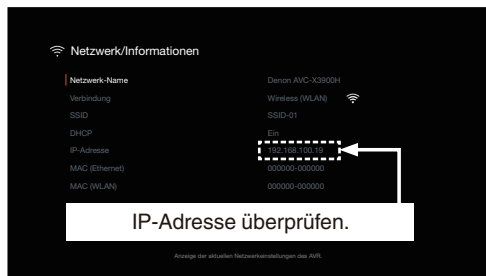 Netzwerk/Informationen
Netzwerk-Name Denon AVC-X3900H
Verbindung Wireless (WLAN)
SSID SSID-01
DHCP Ein
IP-Adresse 192.168.100.19
MAC (Ethernet) 000000-000000
MAC (WLAN) 000000-000000
IP-Adresse überprüfen.
Anzeige der aktuellen Netzwerkeinstellungen des AVR.